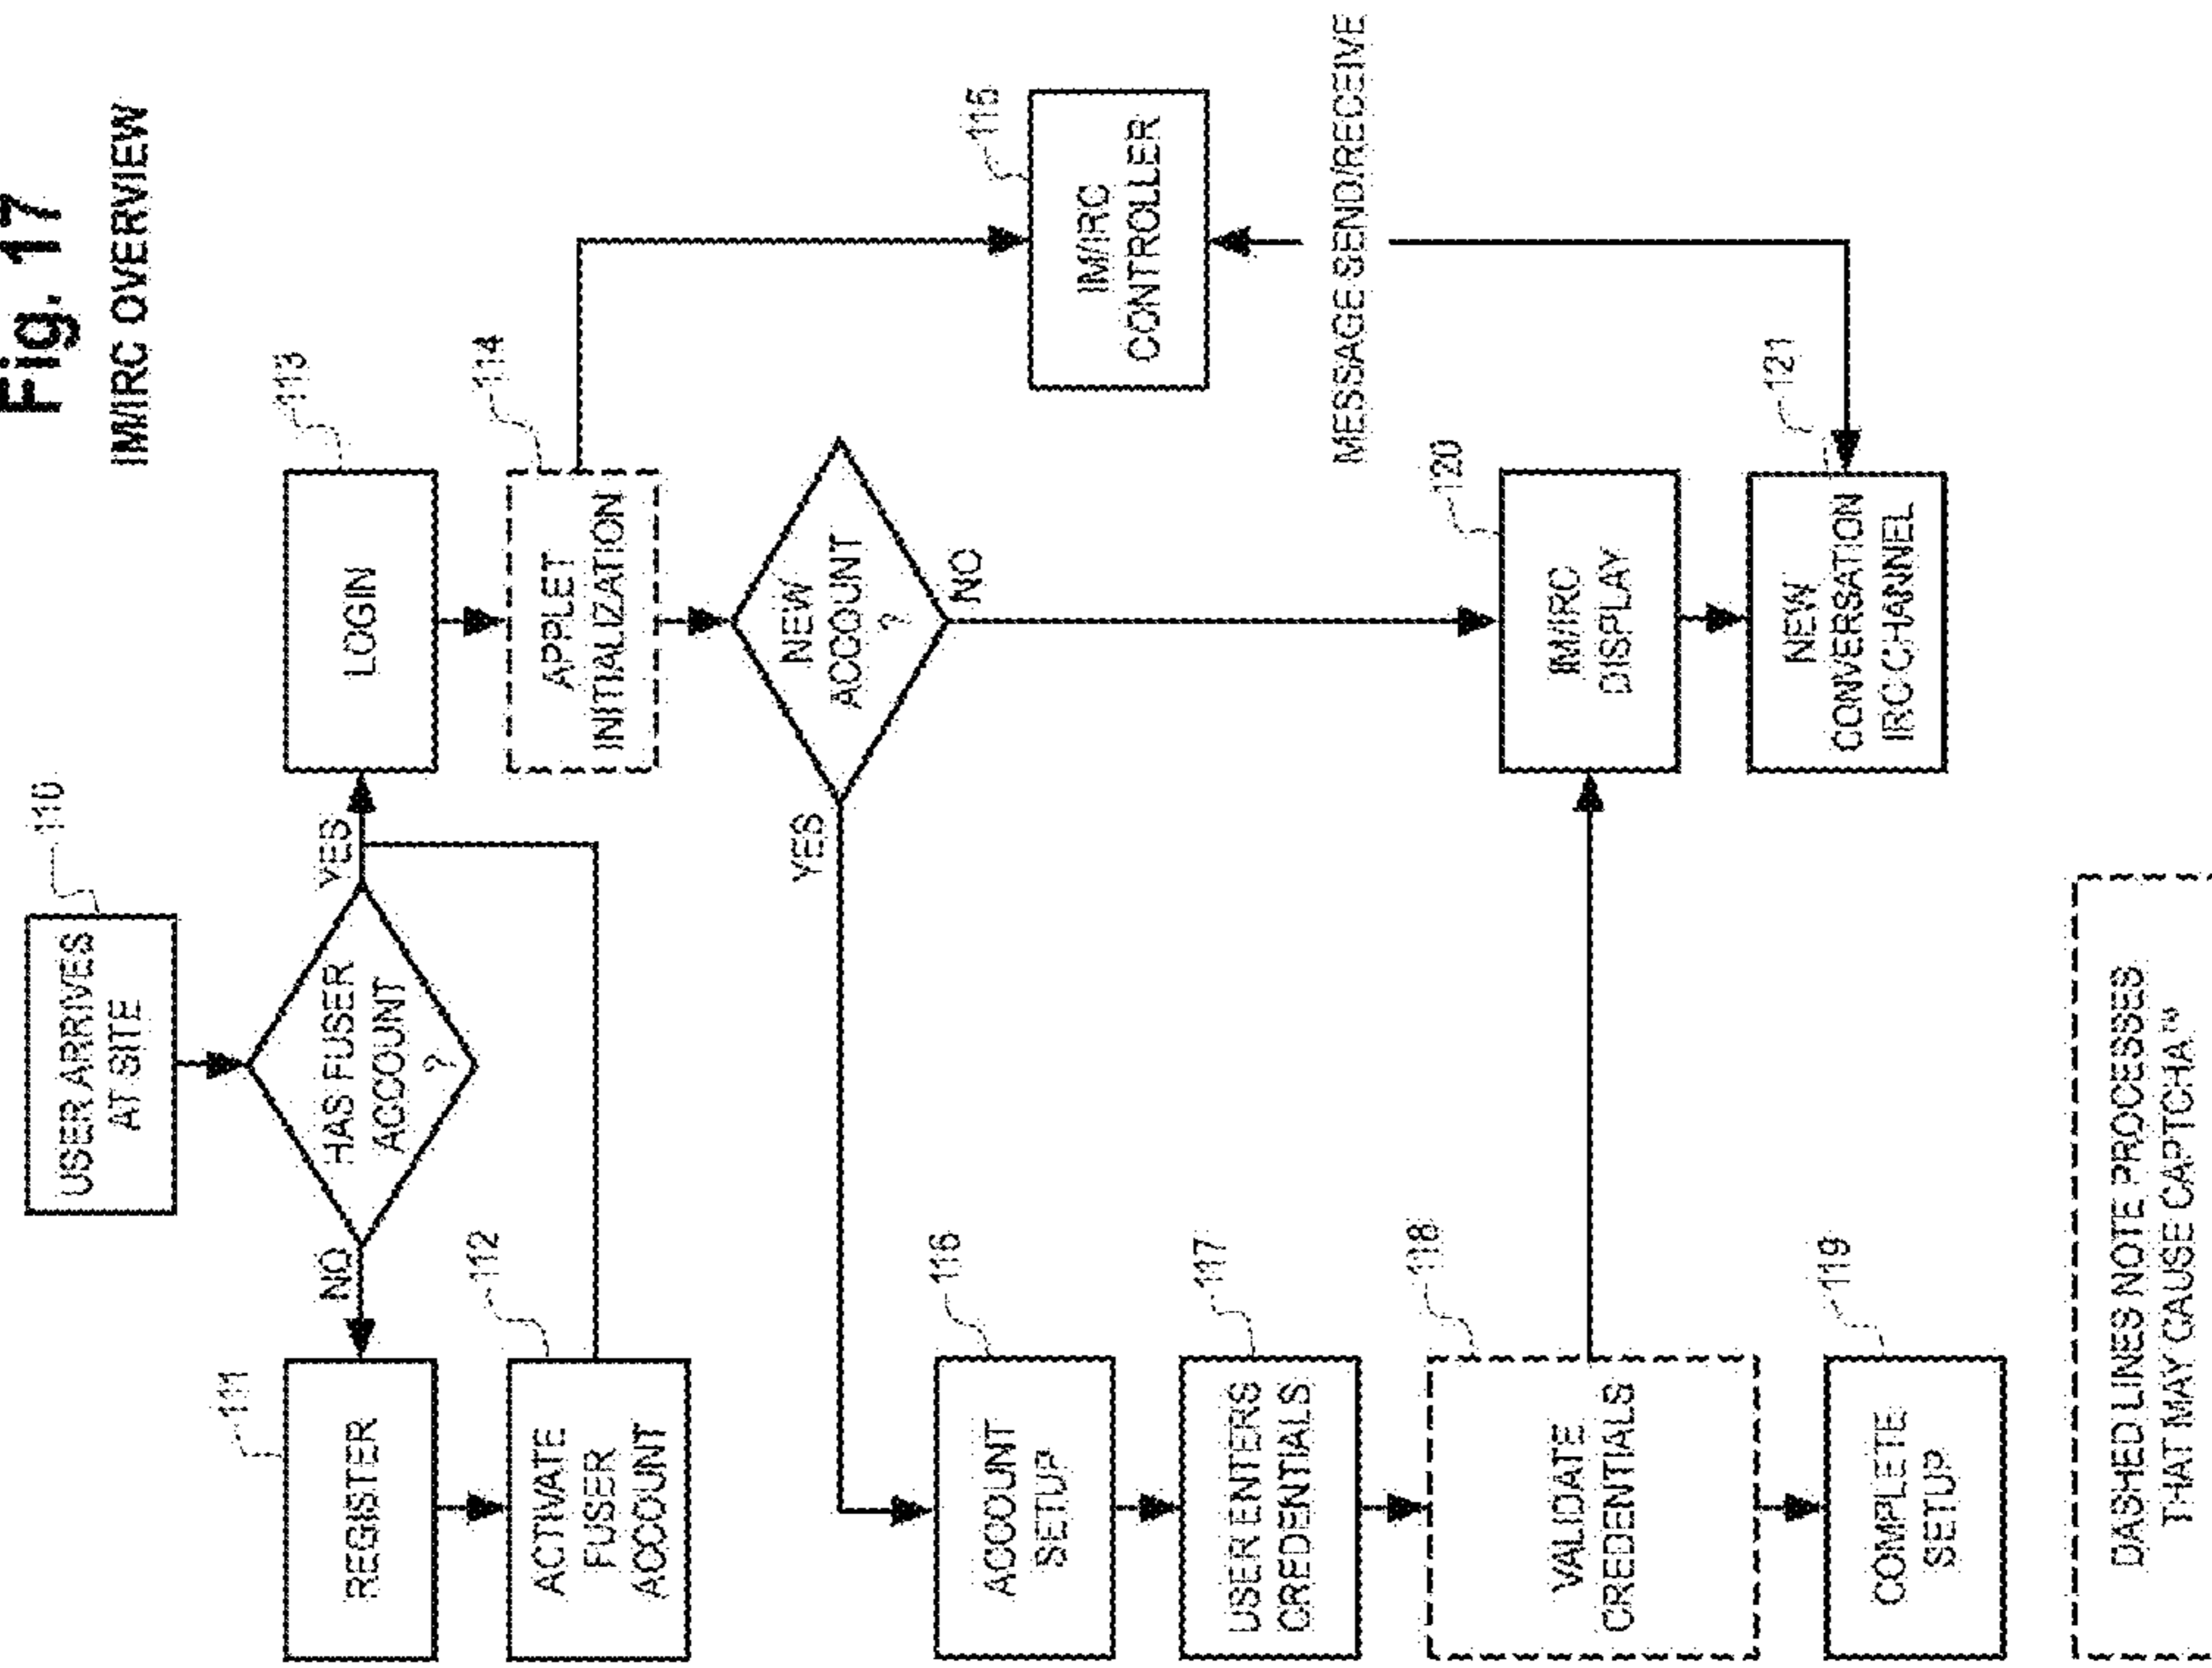 Fig. 17
IM/IRC OVERVIEW
110
USER ARRIVES
AT SITE
HAS FUSER
ACCOUNT
?
NO
YES
111
REGISTER
112
ACTIVATE
FUSER
ACCOUNT
113
LOGIN
114
APPLET
INITIALIZATION
NEW
ACCOUNT
?
YES
NO
115
IM/IRC
CONTROLLER
MESSAGE SEND/RECEIVE
116
ACCOUNT
SETUP
117
USER ENTERS
CREDENTIALS
118
VALIDATE
CREDENTIALS
119
COMPLETE
SETUP
120
IM/IRC
DISPLAY
121
NEW
CONVERSATION
IRC CHANNEL
DASHED LINES NOTE PROCESSES
THAT MAY CAUSE CAPTCHA™